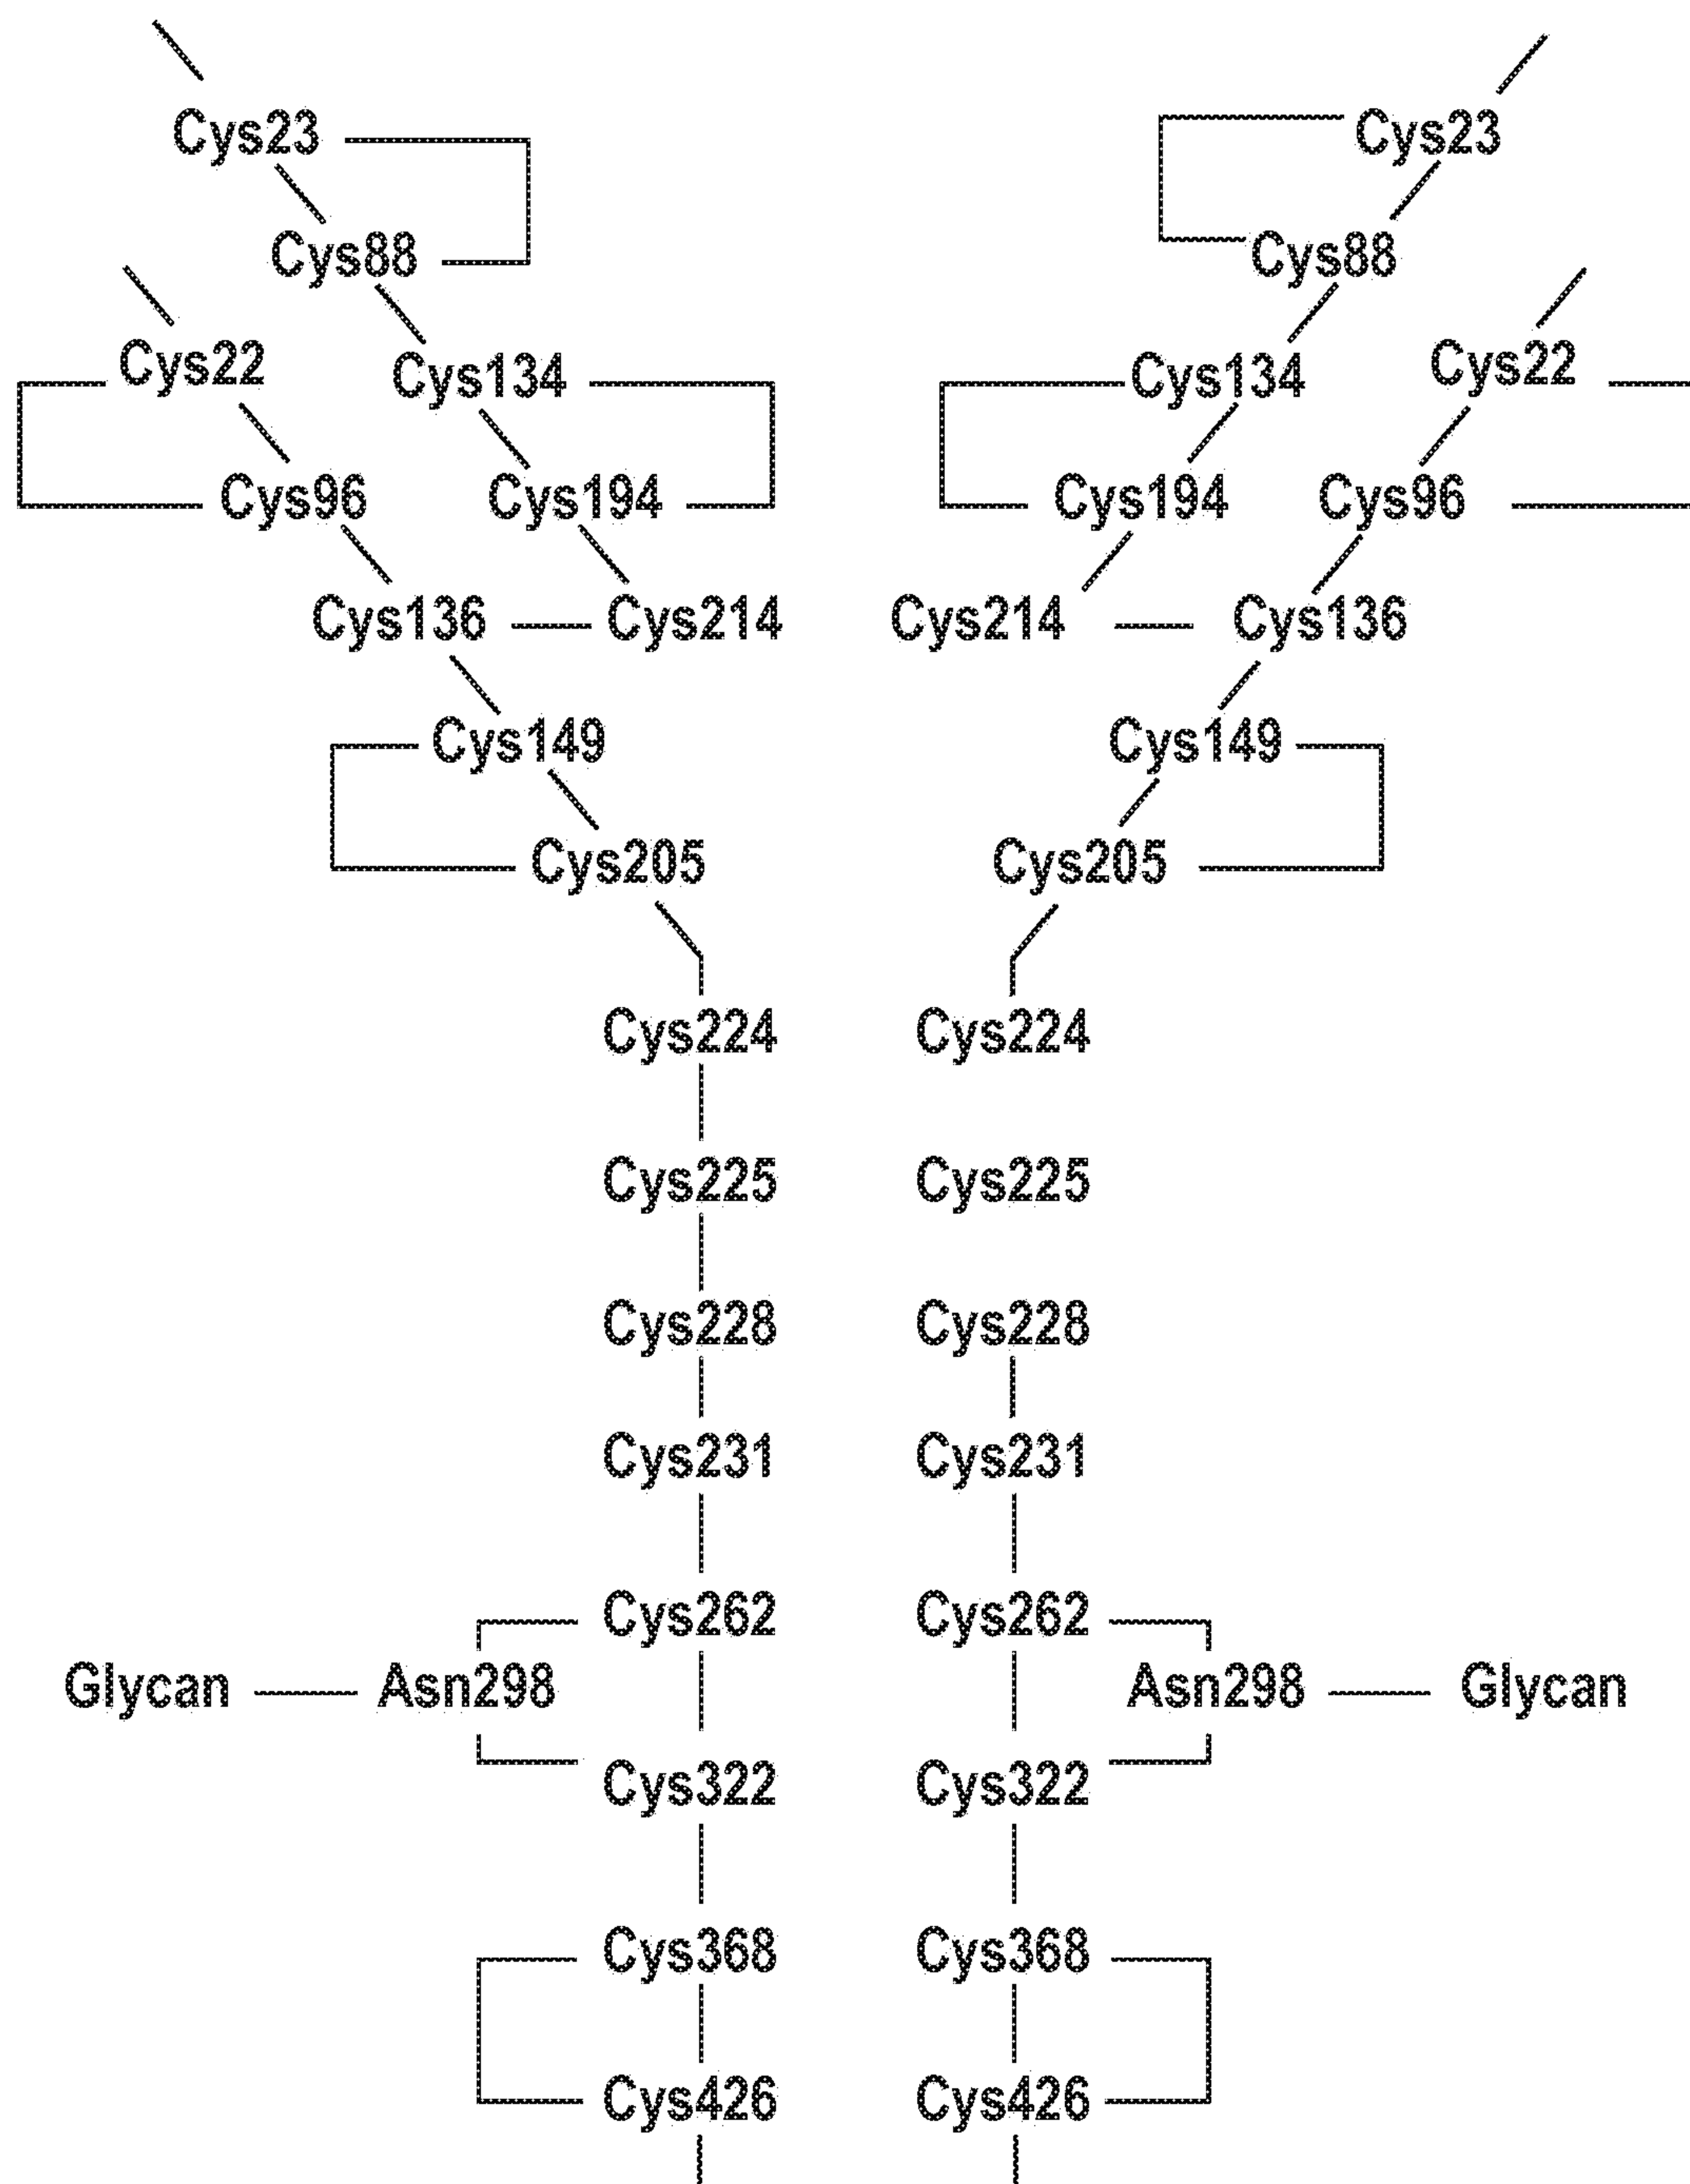 Cys23 Cys23
Cys88 Cys88
Cys22 Cys134 Cys134 Cys22
Cys96 Cys194 Cys194 Cys96
Cys136 Cys214 Cys214 Cys136
Cys149 Cys149
Cys205 Cys205
Cys224 Cys224
Cys225 Cys225
Cys228 Cys228
Cys231 Cys231
Cys262 Cys262
Glycan Asn298 Asn298 Glycan
Cys322 Cys322
Cys368 Cys368
Cys426 Cys426